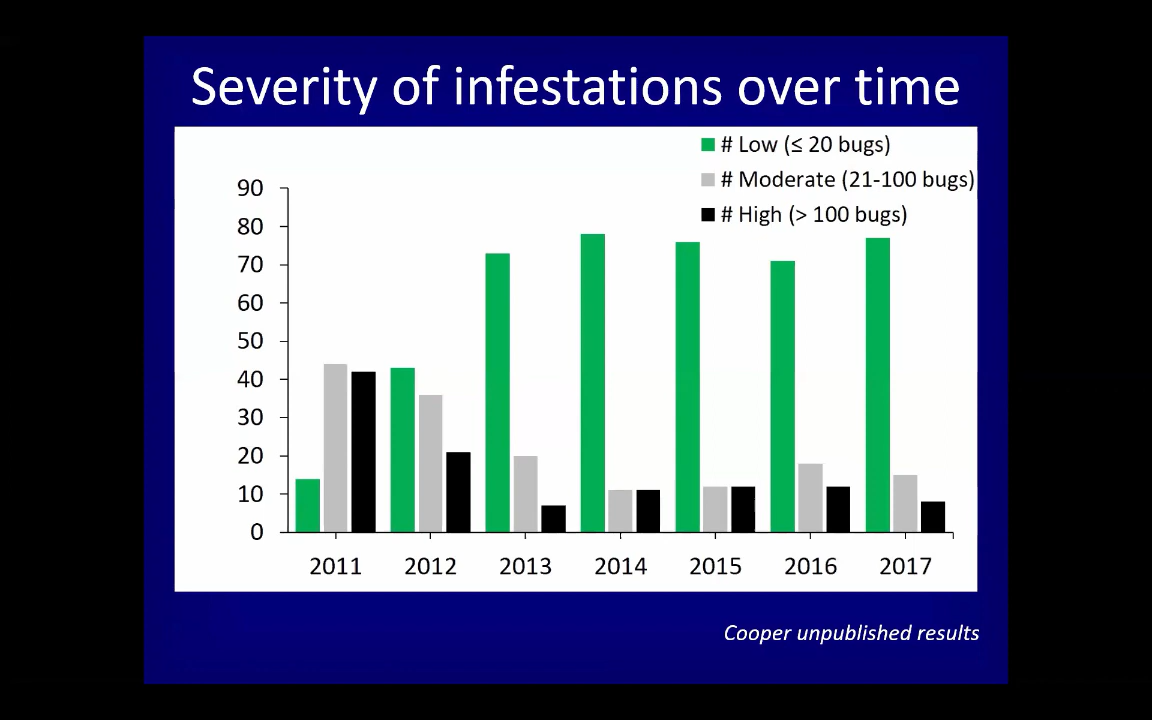 Severity of infestations over time
# Low (≤ 20 bugs)
# Moderate (21-100 bugs)
# High (> 100 bugs)
90
80
70
60
50
40
30
20
10
0
2011 2012 2013 2014 2015 2016 2017
Cooper unpublished results